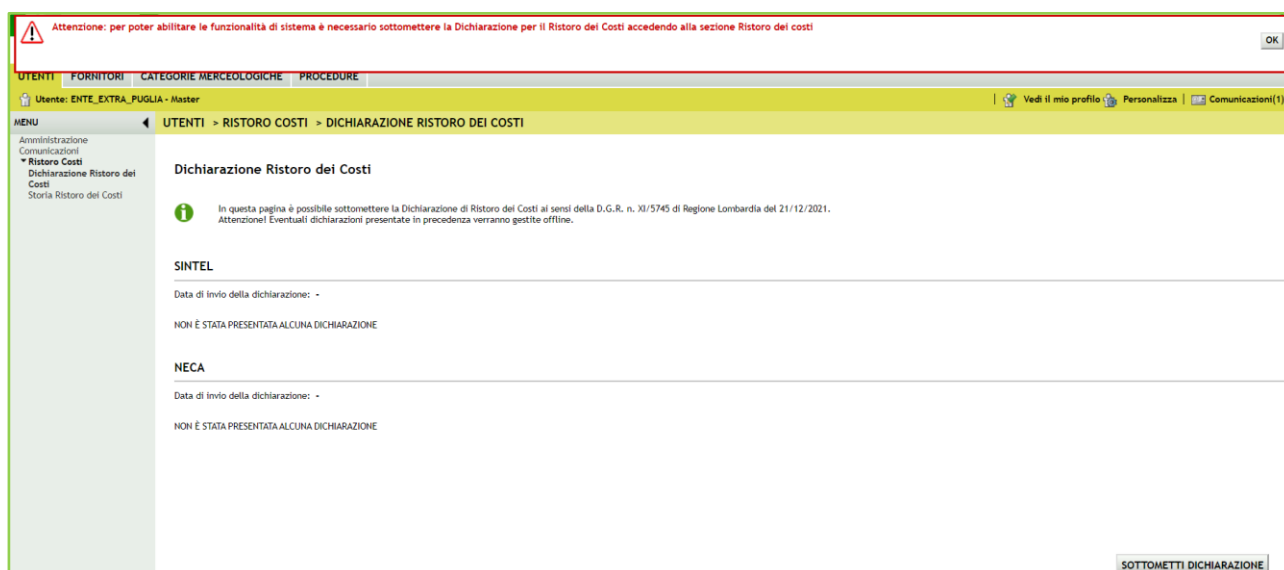 Attenzione: per poter abilitare le funzionalità di sistema è necessario sottomettere la Dichiarazione per il Ristoro dei Costi accedendo alla sezione Ristoro dei costi
OK
UTENTI FORNITORI CATEGORIE MERCEOLOGICHE PROCEDURE
Utente: ENTE_EXTRA_PUGLIA - Master
Vedi il mio profilo Personalizza | Comunicazioni(1)
MENU
UTENTI > RISTORO COSTI > DICHIARAZIONE RISTORO DEI COSTI
Amministrazione
Comunicazioni
Ristoro Costi
Dichiarazione Ristoro dei
Costi
Storia Ristoro dei Costi
Dichiarazione Ristoro dei Costi
In questa pagina è possibile sottomettere la Dichiarazione di Ristoro dei Costi ai sensi della D.G.R. n. XI/5745 di Regione Lombardia del 21/12/2021.
Attenzione! Eventuali dichiarazioni presentate in precedenza verranno gestite offline.
SINTEL
Data di invio della dichiarazione: -
NON È STATA PRESENTATA ALCUNA DICHIARAZIONE
NECA
Data di invio della dichiarazione: -
NON È STATA PRESENTATA ALCUNA DICHIARAZIONE
SOTTOMETTI DICHIARAZIONE